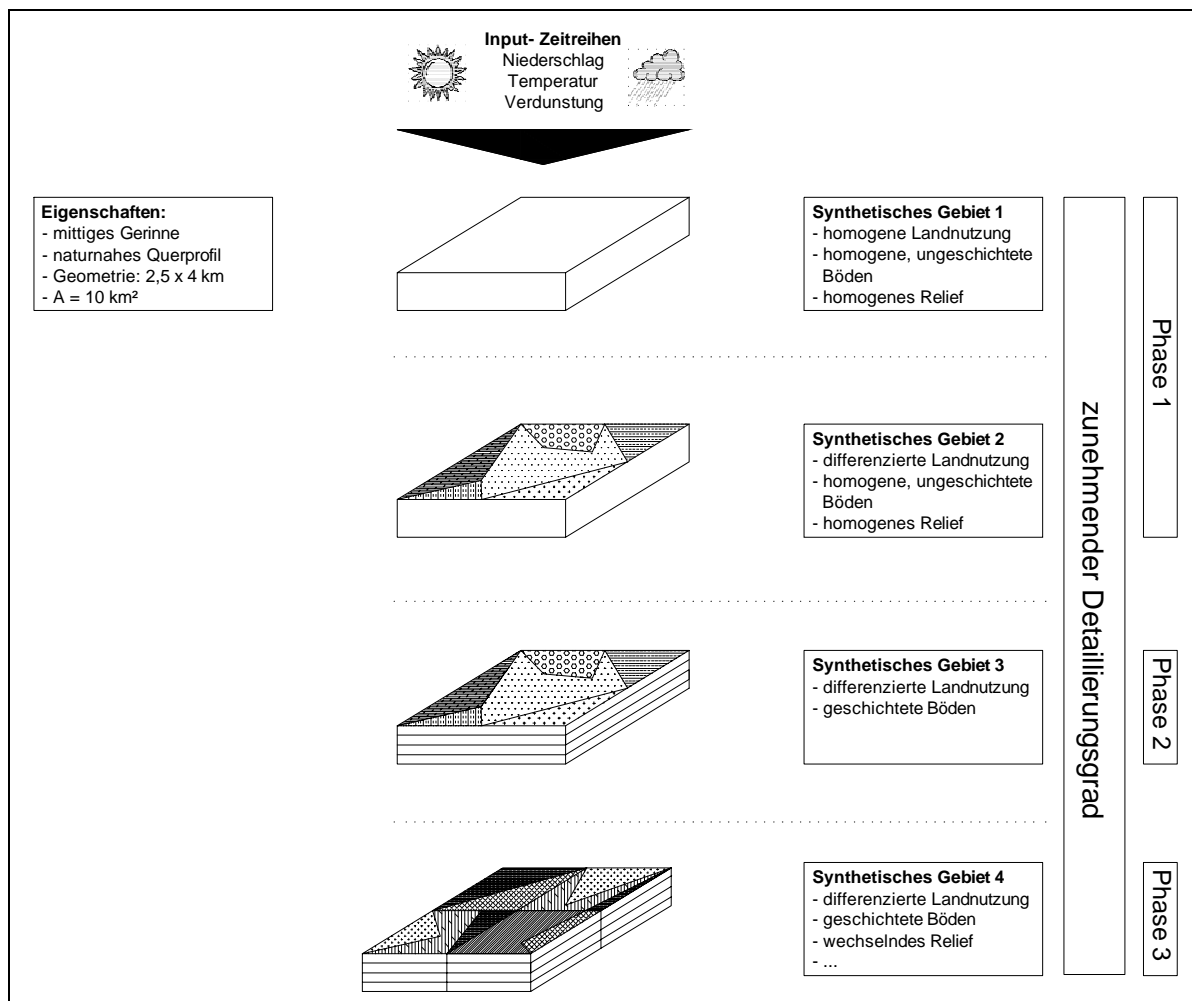 Input- Zeitreihen
Niederschlag
Temperatur
Verdunstung
Eigenschaften:
- mittiges Gerinne
- naturnahes Querprofil
- Geometrie: 2,5 x 4 km
- A = 10 km²
Synthetisches Gebiet 1
- homogene Landnutzung
- homogene, ungeschichtete
Böden
- homogenes Relief
Synthetisches Gebiet 2
- differenzierte Landnutzung
- homogene, ungeschichtete
Böden
- homogenes Relief
Synthetisches Gebiet 3
- differenzierte Landnutzung
- geschichtete Böden
Synthetisches Gebiet 4
- differenzierte Landnutzung
- geschichtete Böden
- wechselndes Relief
- ...
zunehmender Detaillierungsgrad
Phase 1
Phase 2
Phase 3